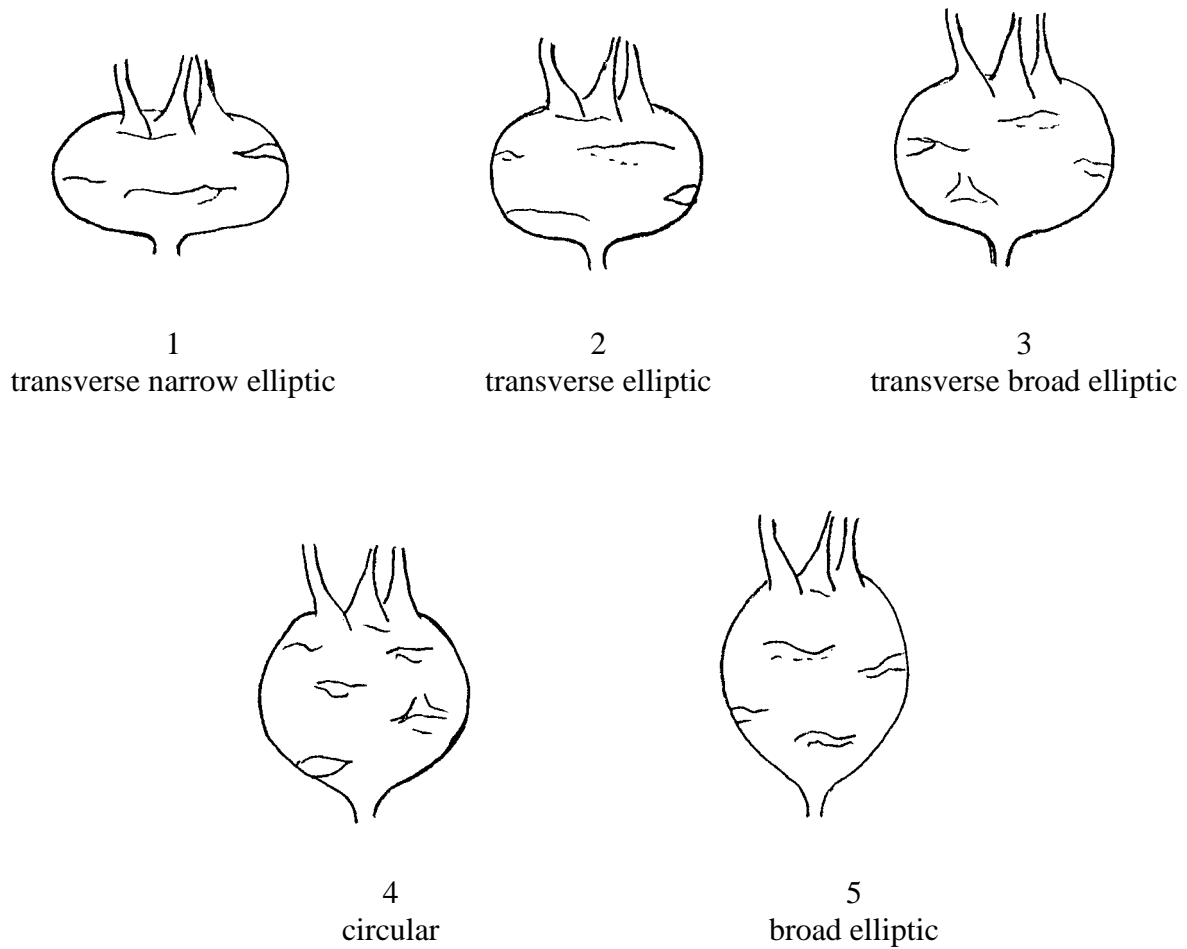 1
transverse narrow elliptic
2
transverse elliptic
3
transverse broad elliptic
4
circular
5
broad elliptic